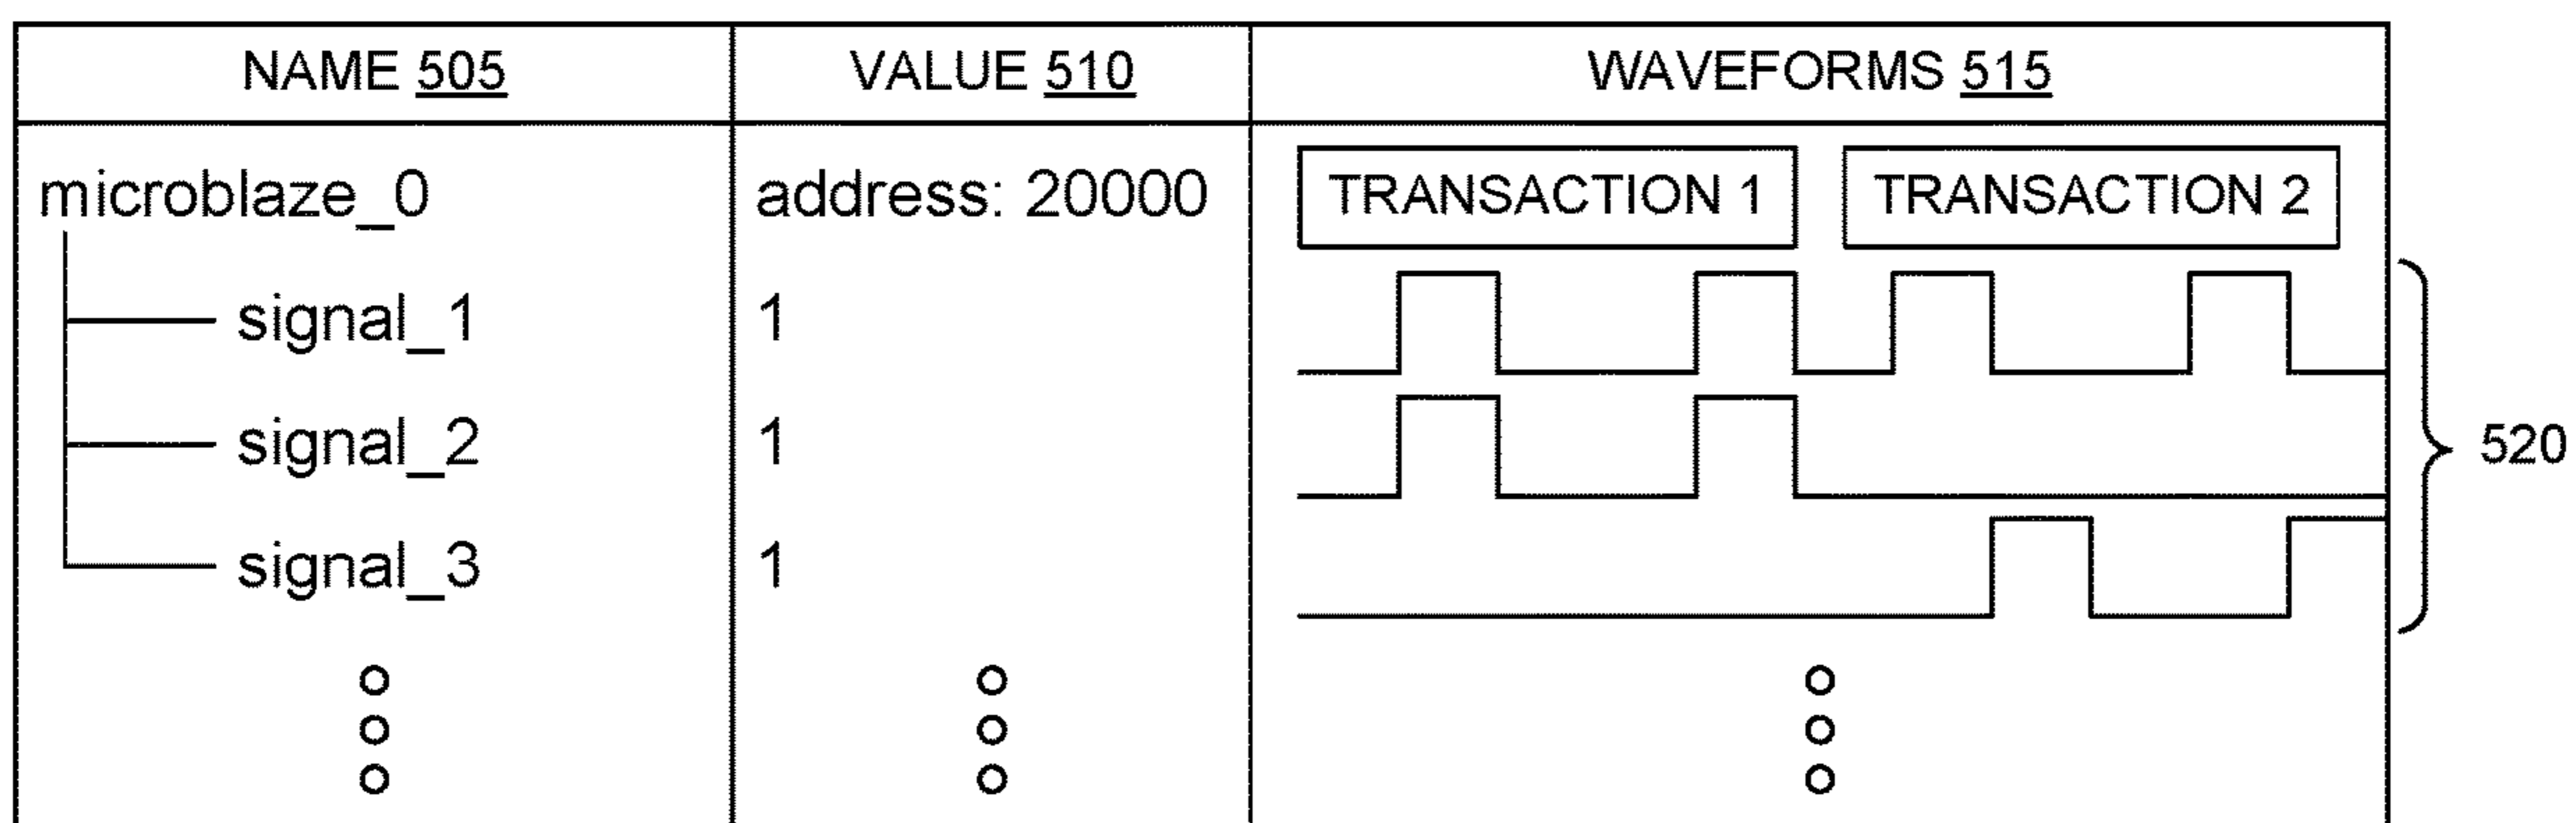 NAME 505 VALUE 510 WAVEFORMS 515
microblaze_0 address: 20000 TRANSACTION 1 TRANSACTION 2
signal_1 1
signal_2 1
520
signal_3 1